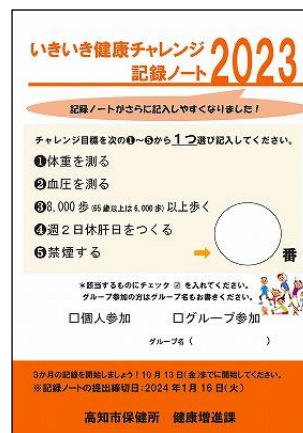 いきいき健康チャレンジ
記録ノート 2023
記録ノートがさらに記入しやすくなりました!
チャレンジ目標を次の❶~❺から1つ選び記入してください。
❶体重を測る
❷血圧を測る
❸8,000歩(65歳以上は6,000歩)以上歩く
❹週2日休肝日をつくる
❺禁煙する
番
*該当するものにチェック☑を入れてください。
グループ参加の方はグループ名もお書きください。
□個人参加 □グループ参加
グループ名( )
3か月の記録を開始しましょう!10月13日(金)までに開始してください。
※記録ノートの提出締切日:2024年1月16日(火)
高知市保健所 健康増進課